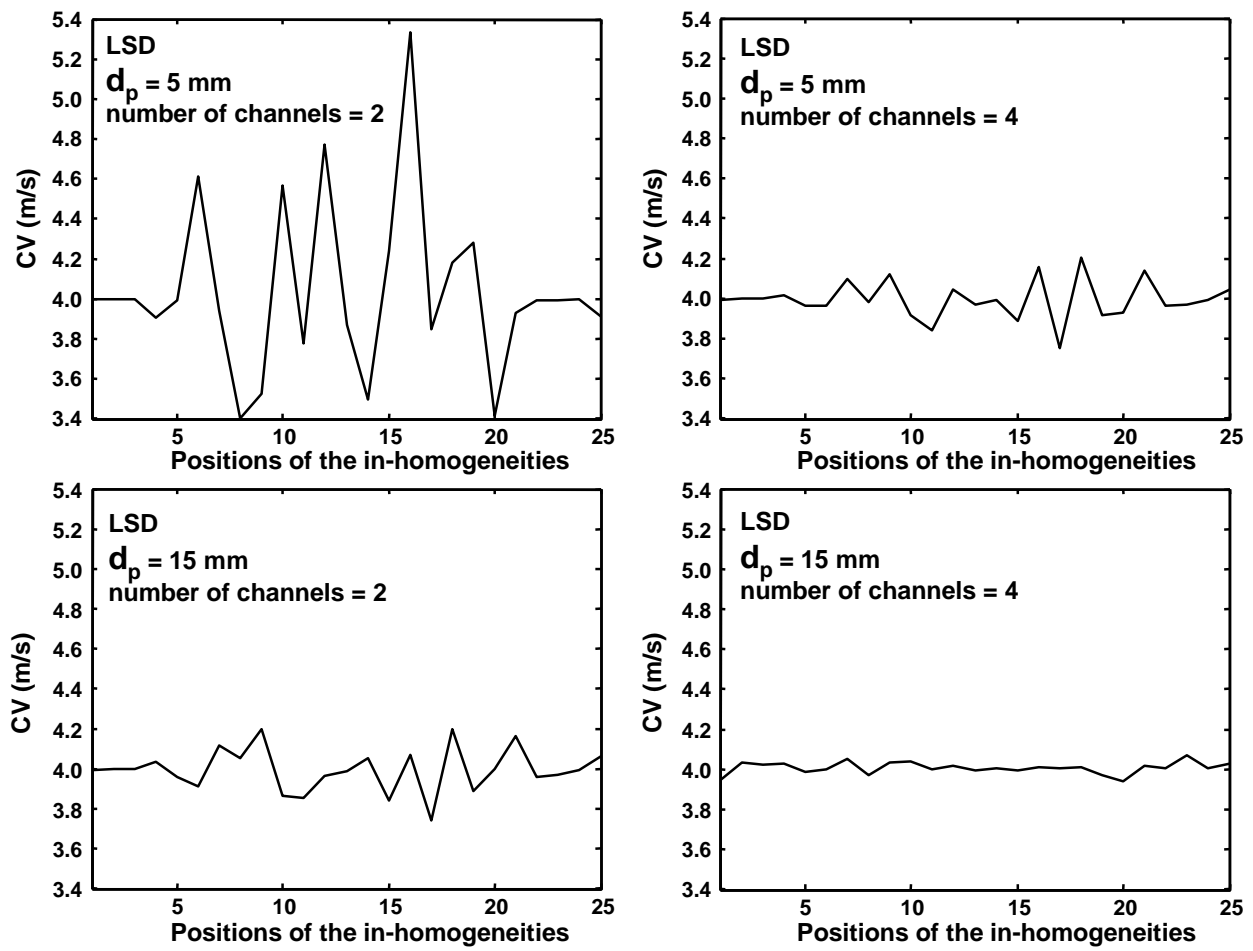 5.4
5.2
5.0
4.8
4.6
4.4
4.2
4.0
3.8
3.6
3.4
CV (m/s)
LSD
dp = 5 mm
number of channels = 2
5 10 15 20 25
Positions of the in-homogeneities
5.4
5.2
5.0
4.8
4.6
4.4
4.2
4.0
3.8
3.6
3.4
CV (m/s)
LSD
dp = 5 mm
number of channels = 4
5 10 15 20 25
Positions of the in-homogeneities
5.4
5.2
5.0
4.8
4.6
4.4
4.2
4.0
3.8
3.6
3.4
CV (m/s)
LSD
dp = 15 mm
number of channels = 2
5 10 15 20 25
Positions of the in-homogeneities
5.4
5.2
5.0
4.8
4.6
4.4
4.2
4.0
3.8
3.6
3.4
CV (m/s)
LSD
dp = 15 mm
number of channels = 4
5 10 15 20 25
Positions of the in-homogeneities